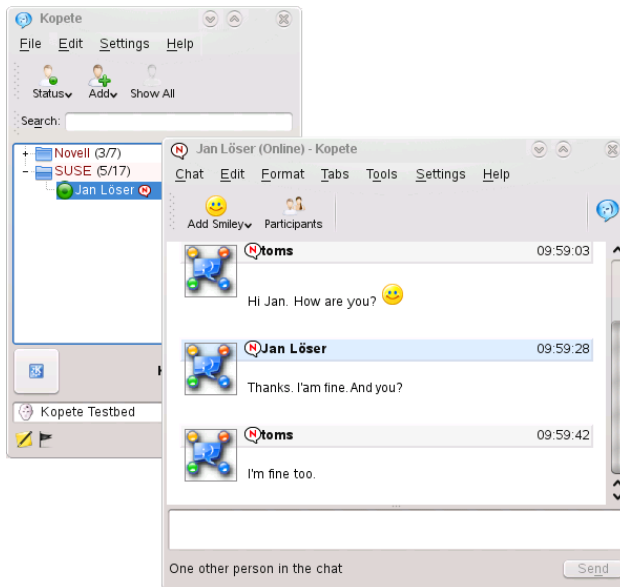 Kopete
File Edit Settings Help
Status Add Show All
Search:
Novell (3/7)
SUSE (5/17)
Jan Löser N
Kopete Testbed
N Jan Löser (Online) - Kopete
Chat Edit Format Tabs Tools Settings Help
Add Smiley Participants
N toms 09:59:03
Hi Jan. How are you?
N Jan Löser 09:59:28
Thanks. I'am fine. And you?
N toms 09:59:42
I'm fine too.
One other person in the chat
Send